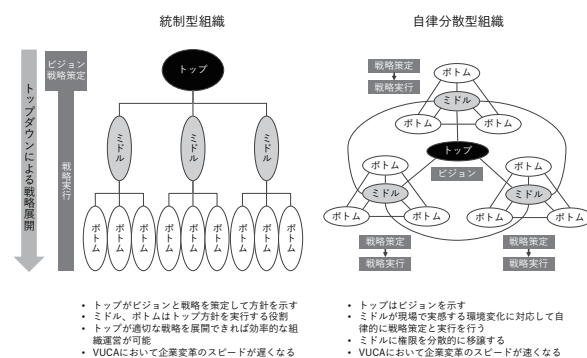 統制型組織
ビジョン
戦略策定
戦略実行
トップダウンによる戦略展開
トップ
ミドル
ミドル
ミドル
ボトム
ボトム
ボトム
ボトム
ボトム
ボトム
ボトム
ボトム
ボトム
• トップがビジョンと戦略を策定して方針を示す
• ミドル、ボトムはトップ方針を実行する役割
• トップが適切な戦略を展開できれば効率的な組
織運営が可能
• VUCAにおいて企業変革のスピードが遅くなる
自律分散型組織
戦略策定
戦略実行
ボトム
ミドル
ボトム
ボトム
トップ
ビジョン
ボトム
ミドル
ボトム
ボトム
戦略策定
戦略実行
ボトム
ミドル
ボトム
ボトム
戦略策定
戦略実行
• トップはビジョンを示す
• ミドルが現場で実感する環境変化に対応して自
律的に戦略策定と実行を行う
• ミドルに権限を分散的に移譲する
• VUCAにおいて企業変革のスピードが速くなる